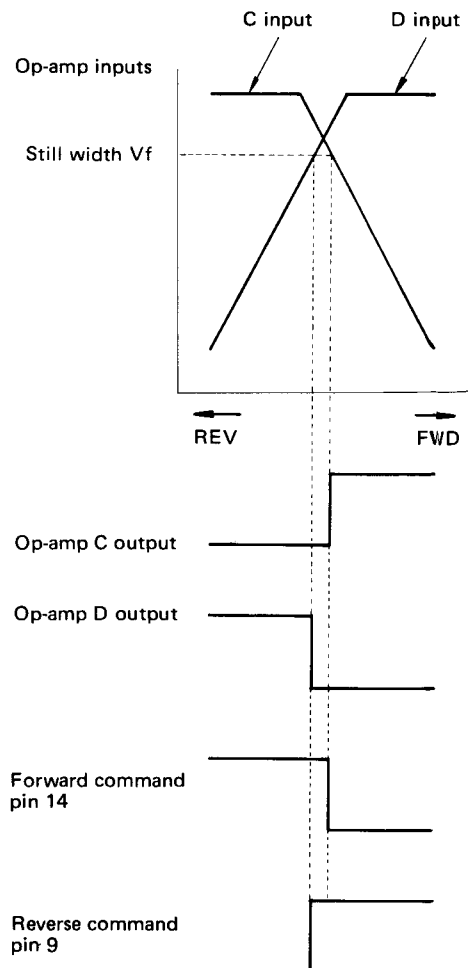 C input
D input
Op-amp inputs
Still width Vf
REV
FWD
Op-amp C output
Op-amp D output
Forward command
pin 14
Reverse command
pin 9